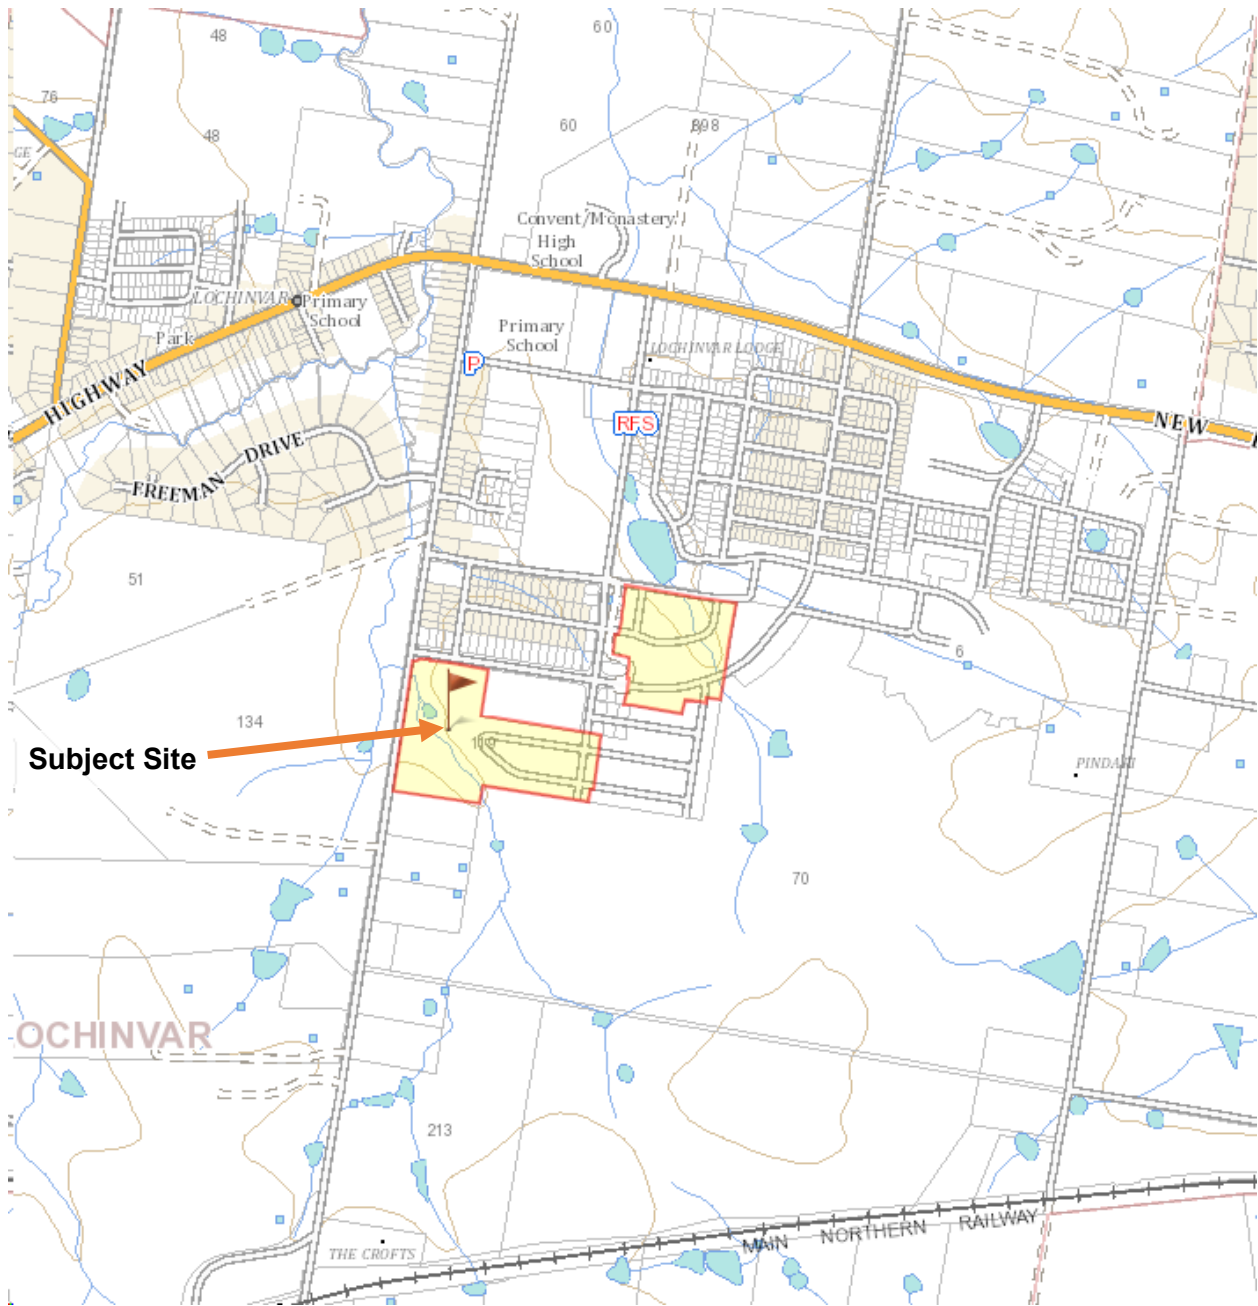 48
60
76
48
60
898
GE
Convent/Monastery
High
School
LOCHINVAR
Primary
School
Park
Primary
School
LOCHINVAR LODGE
P
HIGHWAY
RFS
NEW
DRIVE
FREEMAN
51
6
134
Subject Site
PINDARI
70
OCHINVAR
213
MAIN NORTHERN RAILWAY
THE CROFTS